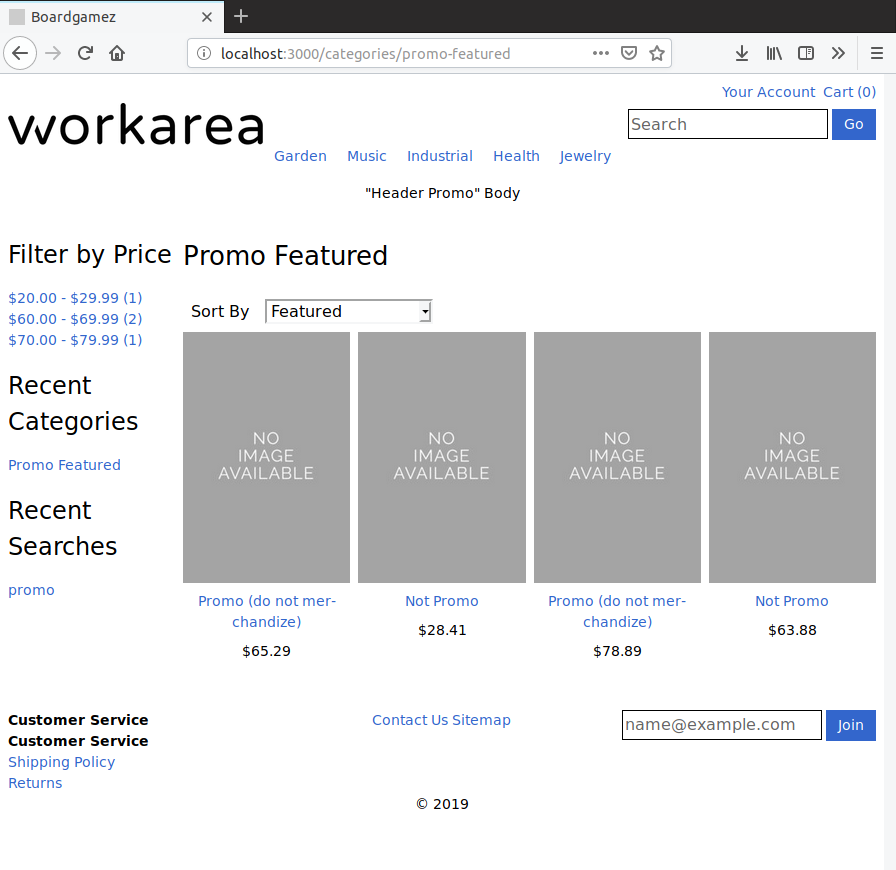 Boardgamez
localhost:3000/categories/promo-featured
Your Account Cart (0)
workarea
Search
Go
Garden Music Industrial Health Jewelry
"Header Promo" Body
Filter by Price
$20.00 - $29.99 (1)
$60.00 - $69.99 (2)
$70.00 - $79.99 (1)
Recent
Categories
Promo Featured
Recent
Searches
promo
Promo Featured
Sort By Featured
NO
IMAGE
AVAILABLE
Promo (do not mer-
chandize)
$65.29
NO
IMAGE
AVAILABLE
Not Promo
$28.41
NO
IMAGE
AVAILABLE
Promo (do not mer-
chandize)
$78.89
NO
IMAGE
AVAILABLE
Not Promo
$63.88
Customer Service
Customer Service
Shipping Policy
Returns
Contact Us Sitemap
name@example.com
Join
© 2019